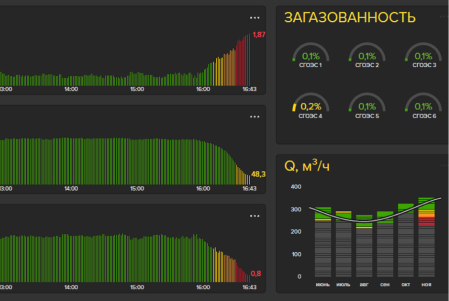 1,87
13:00 14:00 15:00 16:00 16:43
48,3
13:00 14:00 15:00 16:00 16:43
0,8
13:00 14:00 15:00 16:00 16:43
ЗАГАЗОВАННОСТЬ
0,1% 0,1% 0,1%
СГОЭС 1 СГОЭС 2 СГОЭС 3
0,2% 0,1% 0,1%
СГОЭС 4 СГОЭС 5 СГОЭС 6
Q, м³/ч
400
300
200
100
0
июнь июль авг сен окт ноя